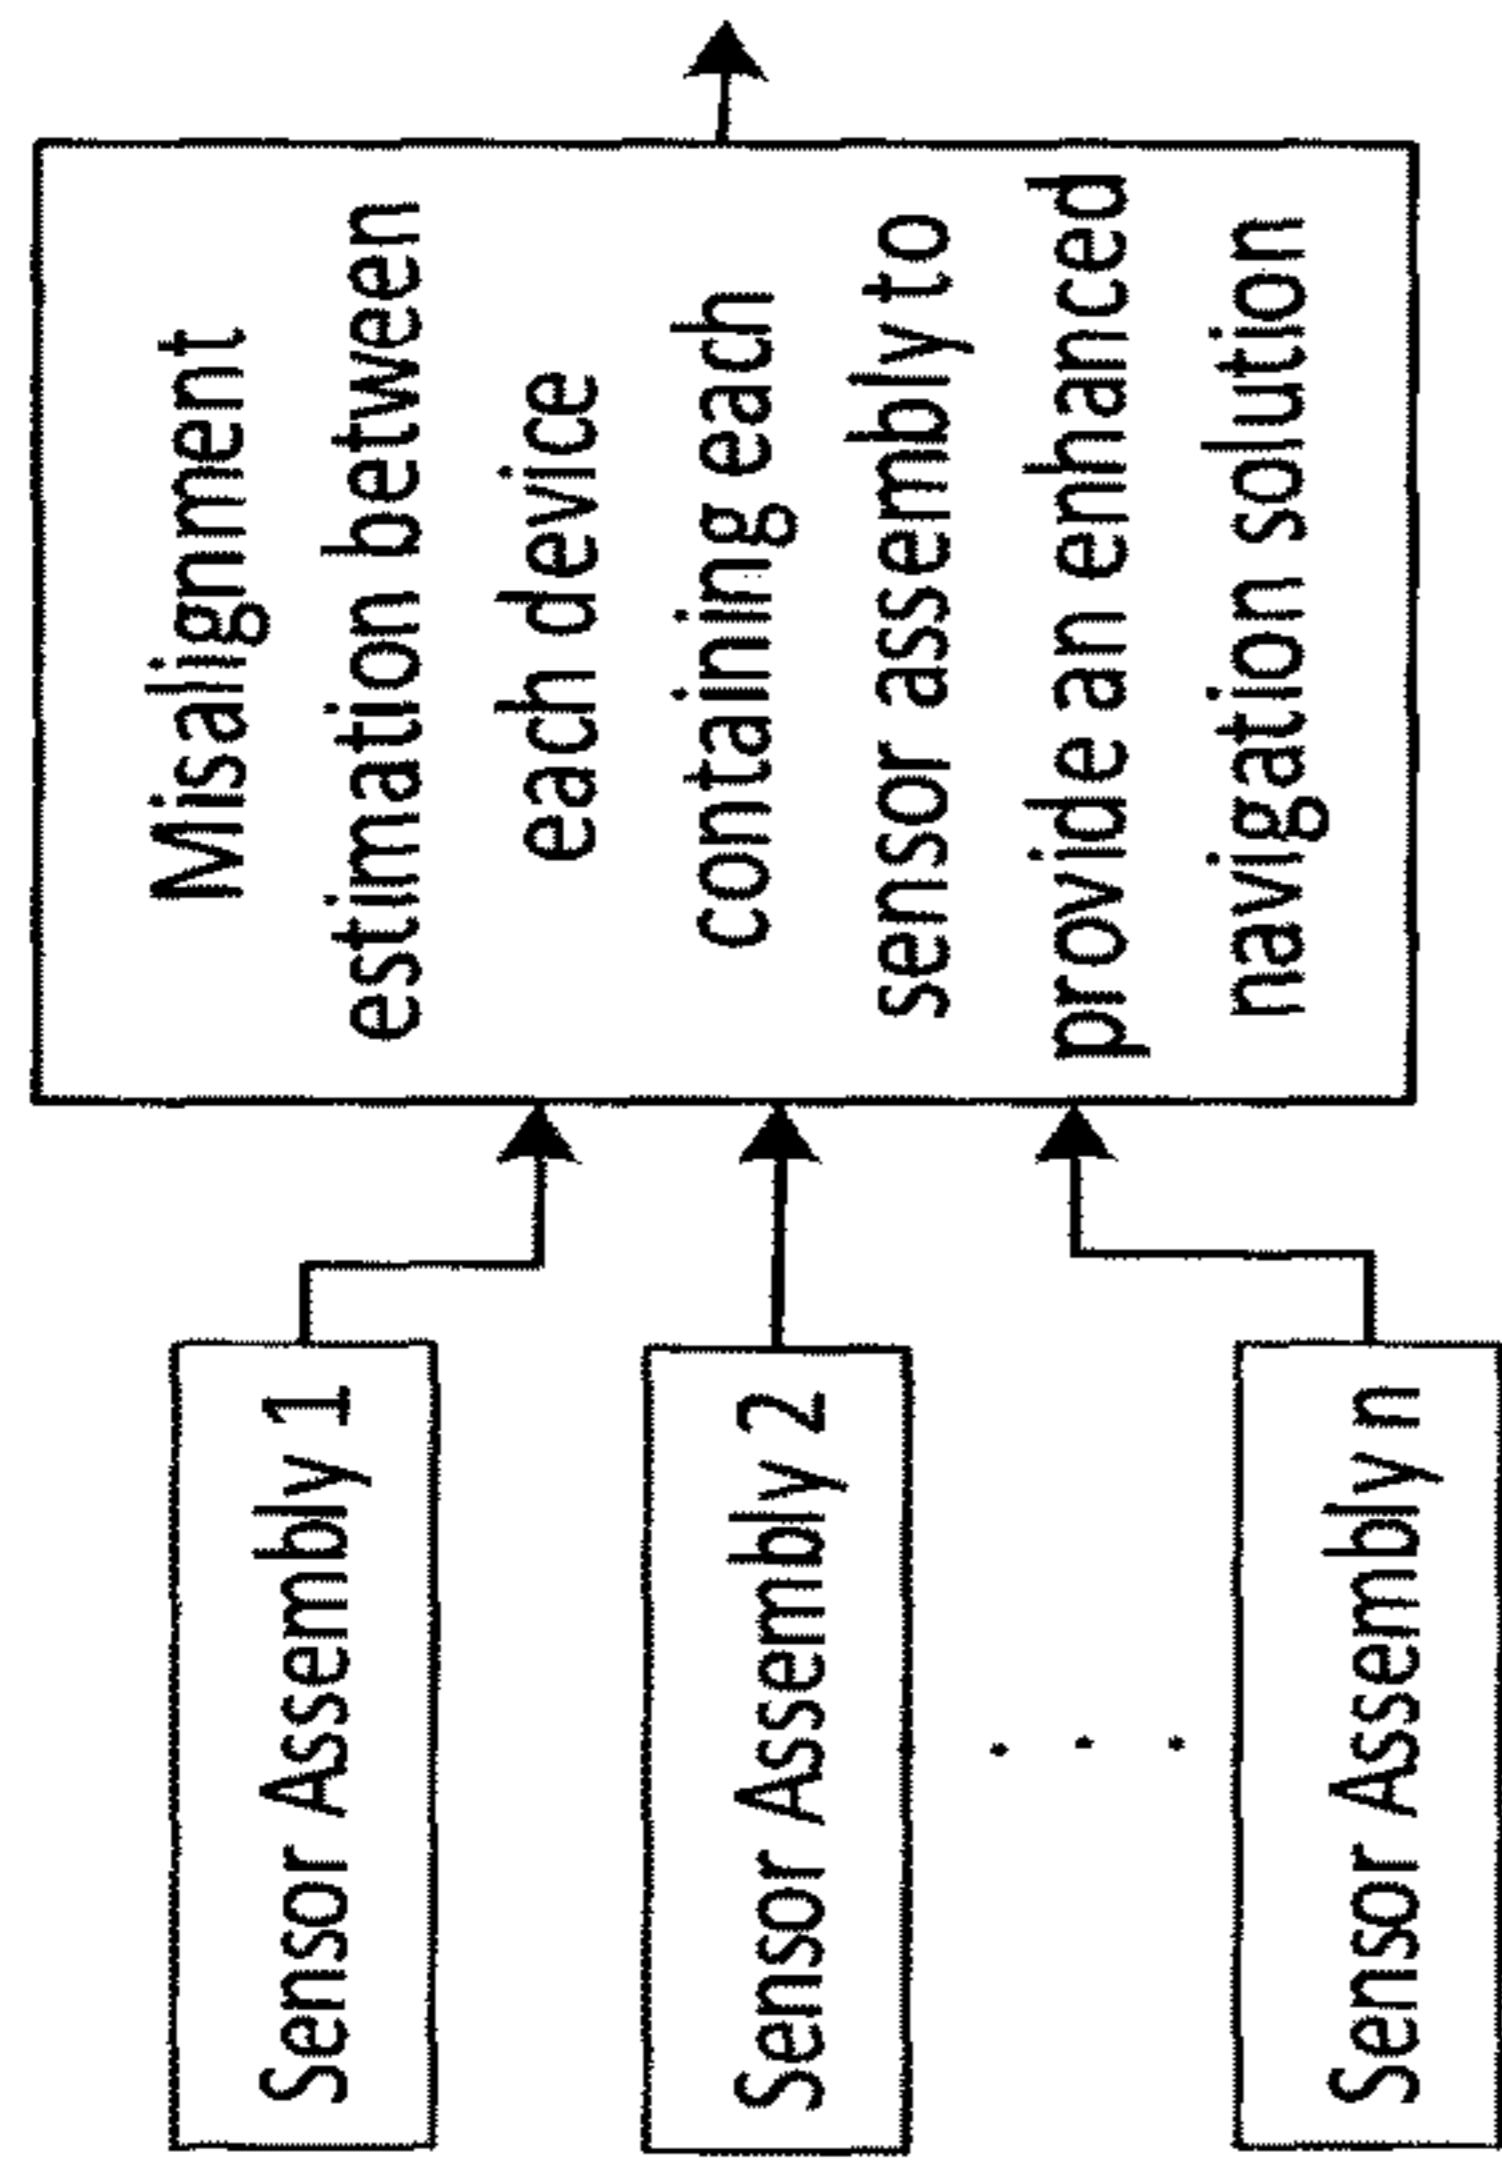 Sensor Assembly 1
Sensor Assembly 2
Sensor Assembly n
Misalignment
estimation between
each device
containing each
sensor assembly to
provide an enhanced
navigation solution